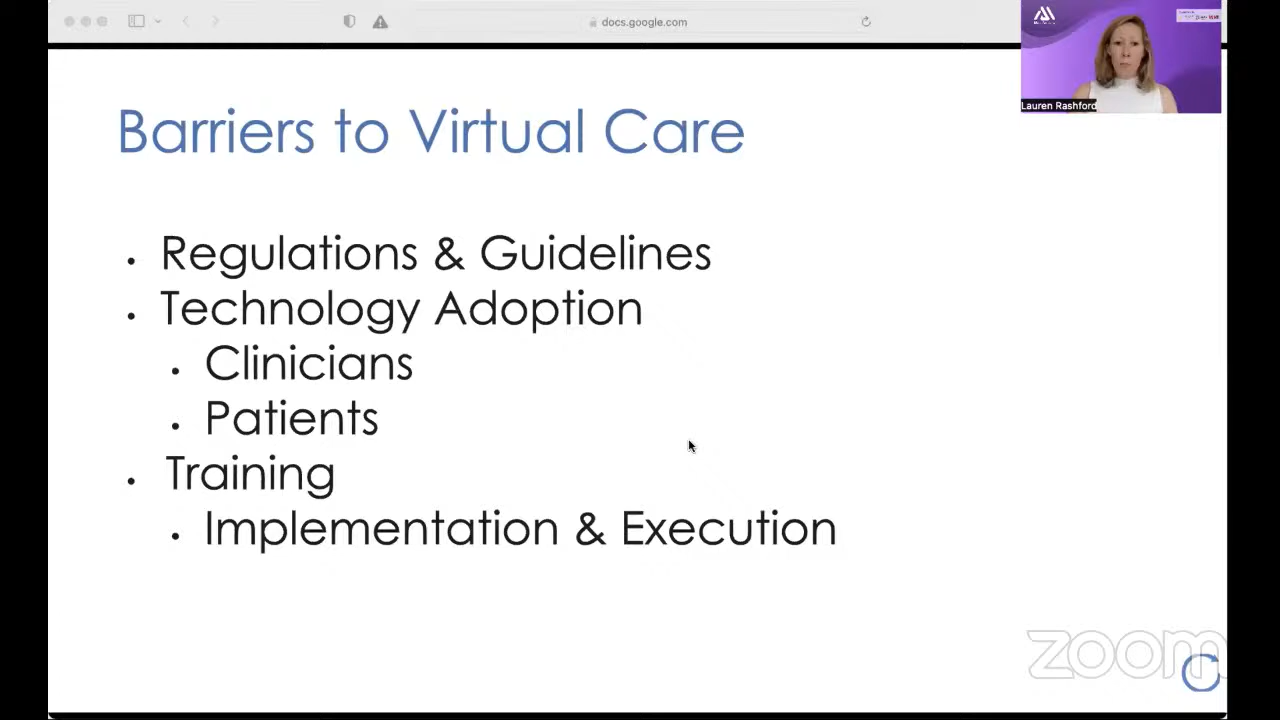 docs.google.com
Lauren Rashford
Barriers to Virtual Care
• Regulations & Guidelines
• Technology Adoption
• Clinicians
• Patients
• Training
• Implementation & Execution
zoom